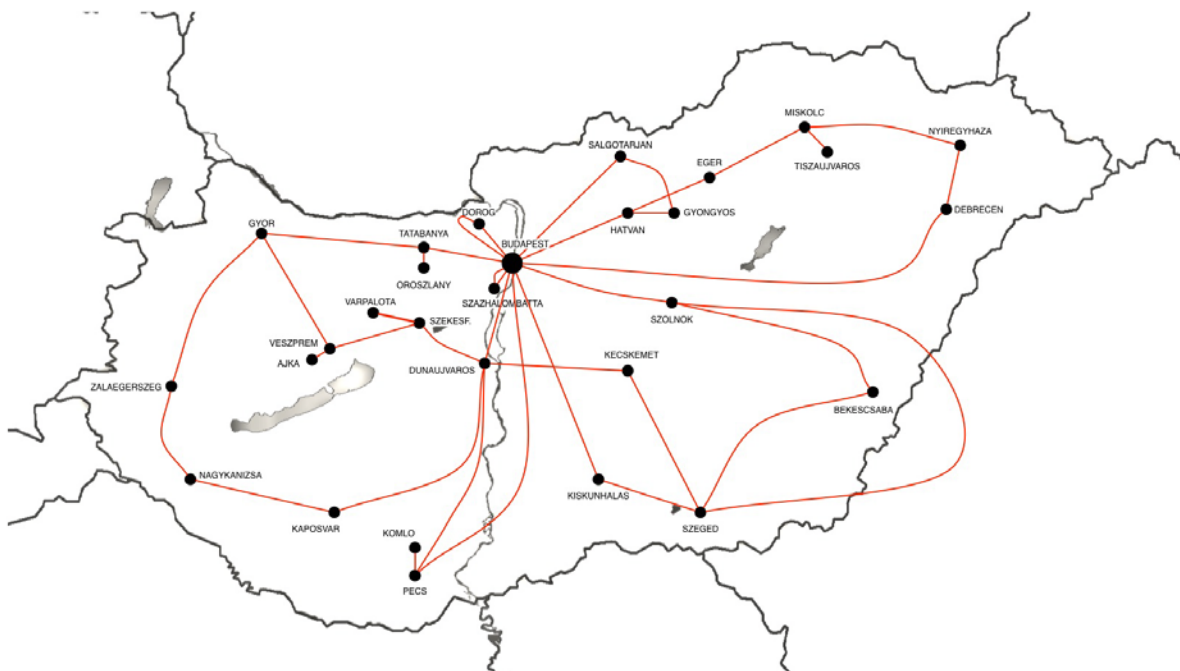 MISKOLC
NYIREGYHAZA
SALGOTARJAN
EGER
TISZAUJVAROS
DOROG
GYONGYOS
DEBRECEN
GYOR
HATVAN
TATABANYA
BUDAPEST
OROSZLANY
SZAZHALOMBATTA
VARPALOTA
SZEKESF.
SZOLNOK
VESZPREM
KECSKEMET
AJKA
DUNAUJVAROS
ZALAEGERSZEG
BEKESCSABA
NAGYKANIZSA
KISKUNHALAS
KAPOSVAR
KOMLO
SZEGED
PECS